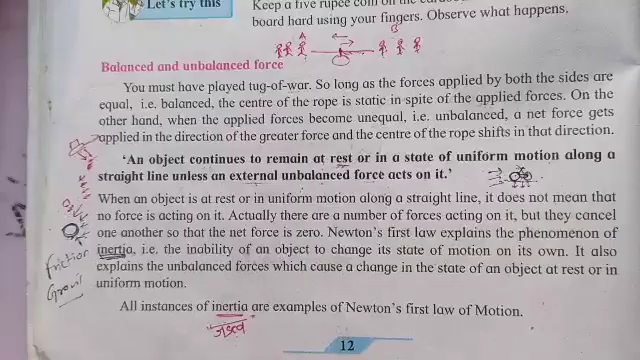 Let's try this
Keep a five rupee coin on the
board hard using your fingers. Observe what happens.
A
B
Balanced and unbalanced force
You must have played tug-of-war. So long as the forces applied by both the sides are
equal, i.e. balanced, the centre of the rope is static in spite of the applied forces. On the
other hand, when the applied forces become unequal, i.e. unbalanced, a net force gets
applied in the direction of the greater force and the centre of the rope shifts in that direction.
'An object continues to remain at rest or in a state of uniform motion along a
straight line unless an external unbalanced force acts on it.'
When an object is at rest or in uniform motion along a straight line, it does not mean that
no force is acting on it. Actually there are a number of forces acting on it, but they cancel
one another so that the net force is zero. Newton's first law explains the phenomenon of
inertia, i.e. the inability of an object to change its state of motion on its own. It also
explains the unbalanced forces which cause a change in the state of an object at rest or in
uniform motion.
friction
All instances of inertia are examples of Newton's first law of Motion.
जडत्व
12